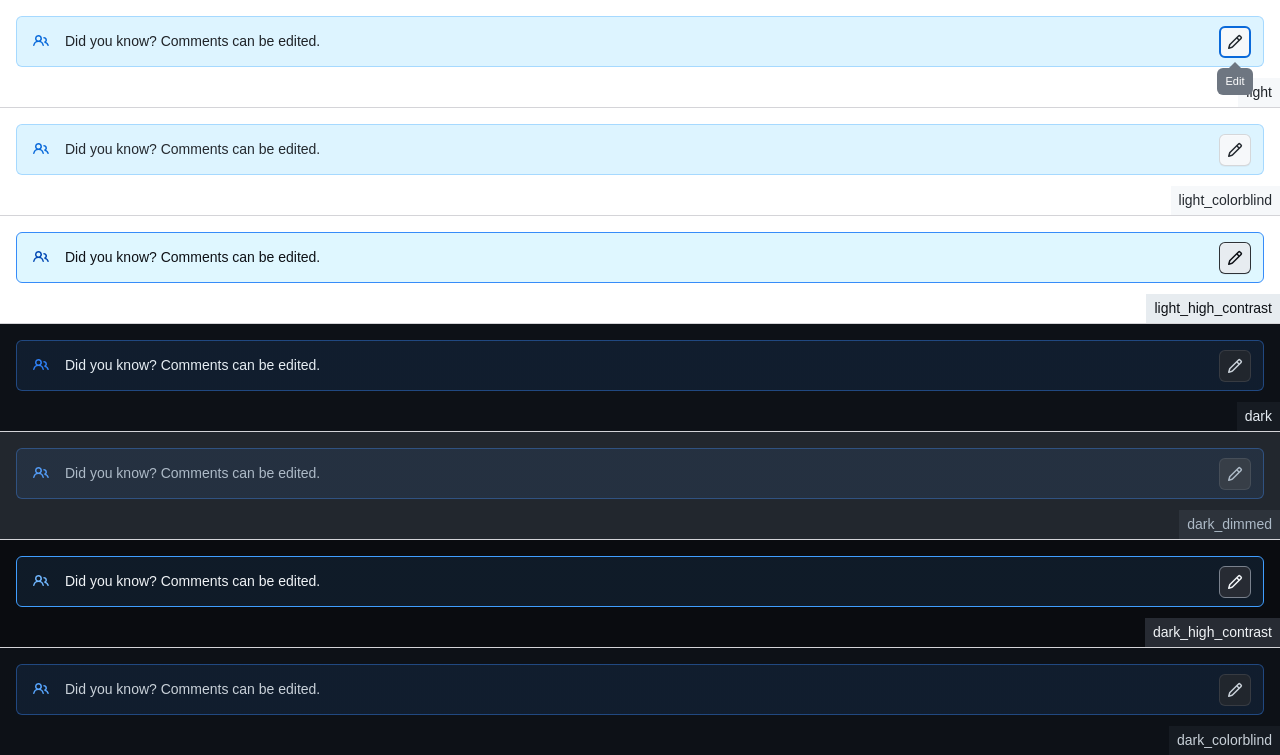 Did you know? Comments can be edited.
Edit
light
Did you know? Comments can be edited.
light_colorblind
Did you know? Comments can be edited.
light_high_contrast
Did you know? Comments can be edited.
dark
Did you know? Comments can be edited.
dark_dimmed
Did you know? Comments can be edited.
dark_high_contrast
Did you know? Comments can be edited.
dark_colorblind